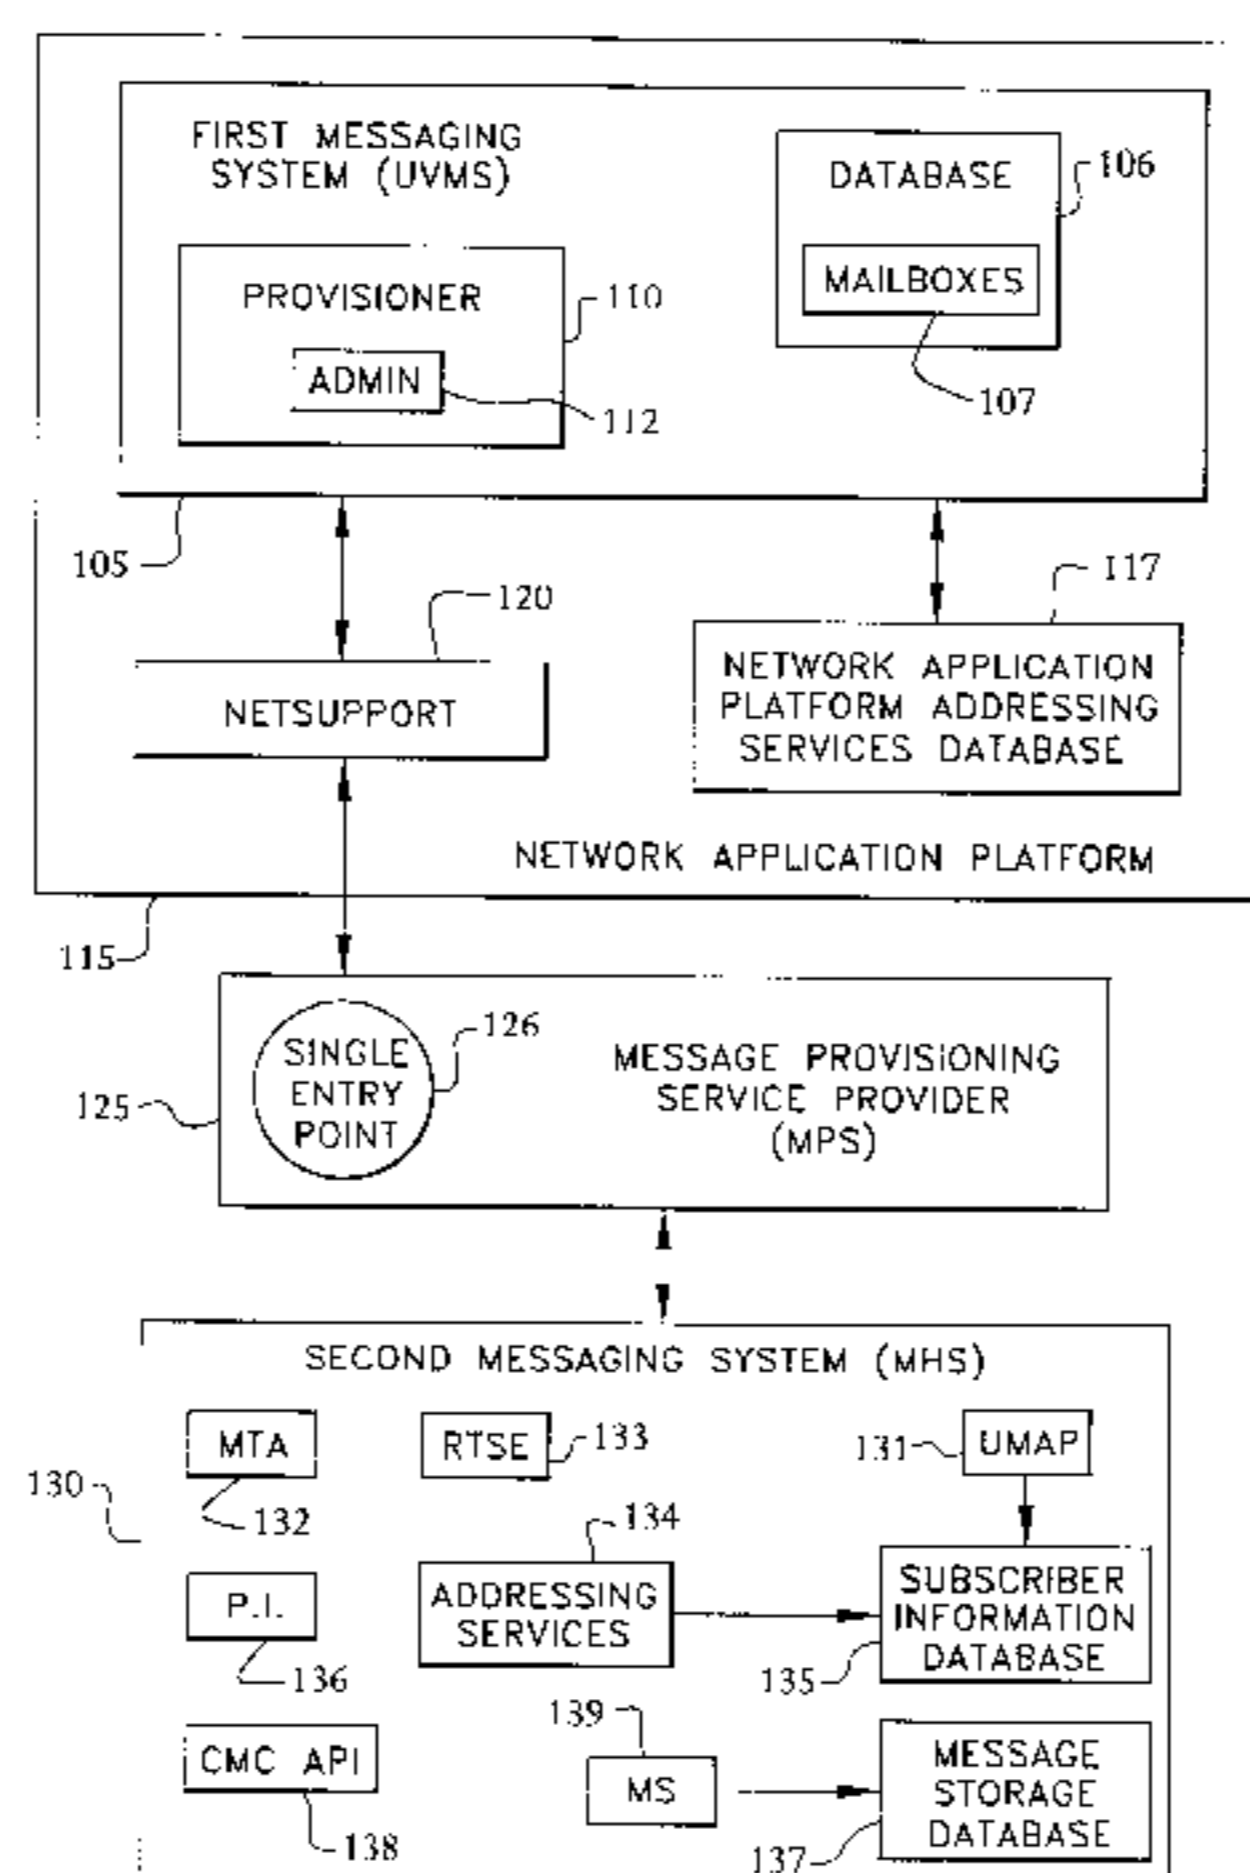 FIRST MESSAGING
SYSTEM (UVMS)
DATABASE
106
MAILBOXES
107
PROVISIONER
110
ADMIN
112
105
120
117
NETSUPPORT
NETWORK APPLICATION
PLATFORM ADDRESSING
SERVICES DATABASE
NETWORK APPLICATION PLATFORM
115
125
SINGLE
ENTRY
POINT
126
MESSAGE PROVISIONING
SERVICE PROVIDER
(MPS)
SECOND MESSAGING SYSTEM (MHS)
130
MTA
132
RTSE
133
131
UMAP
134
P.I.
136
ADDRESSING
SERVICES
SUBSCRIBER
INFORMATION
DATABASE
135
139
CMC API
138
MS
MESSAGE
STORAGE
DATABASE
137